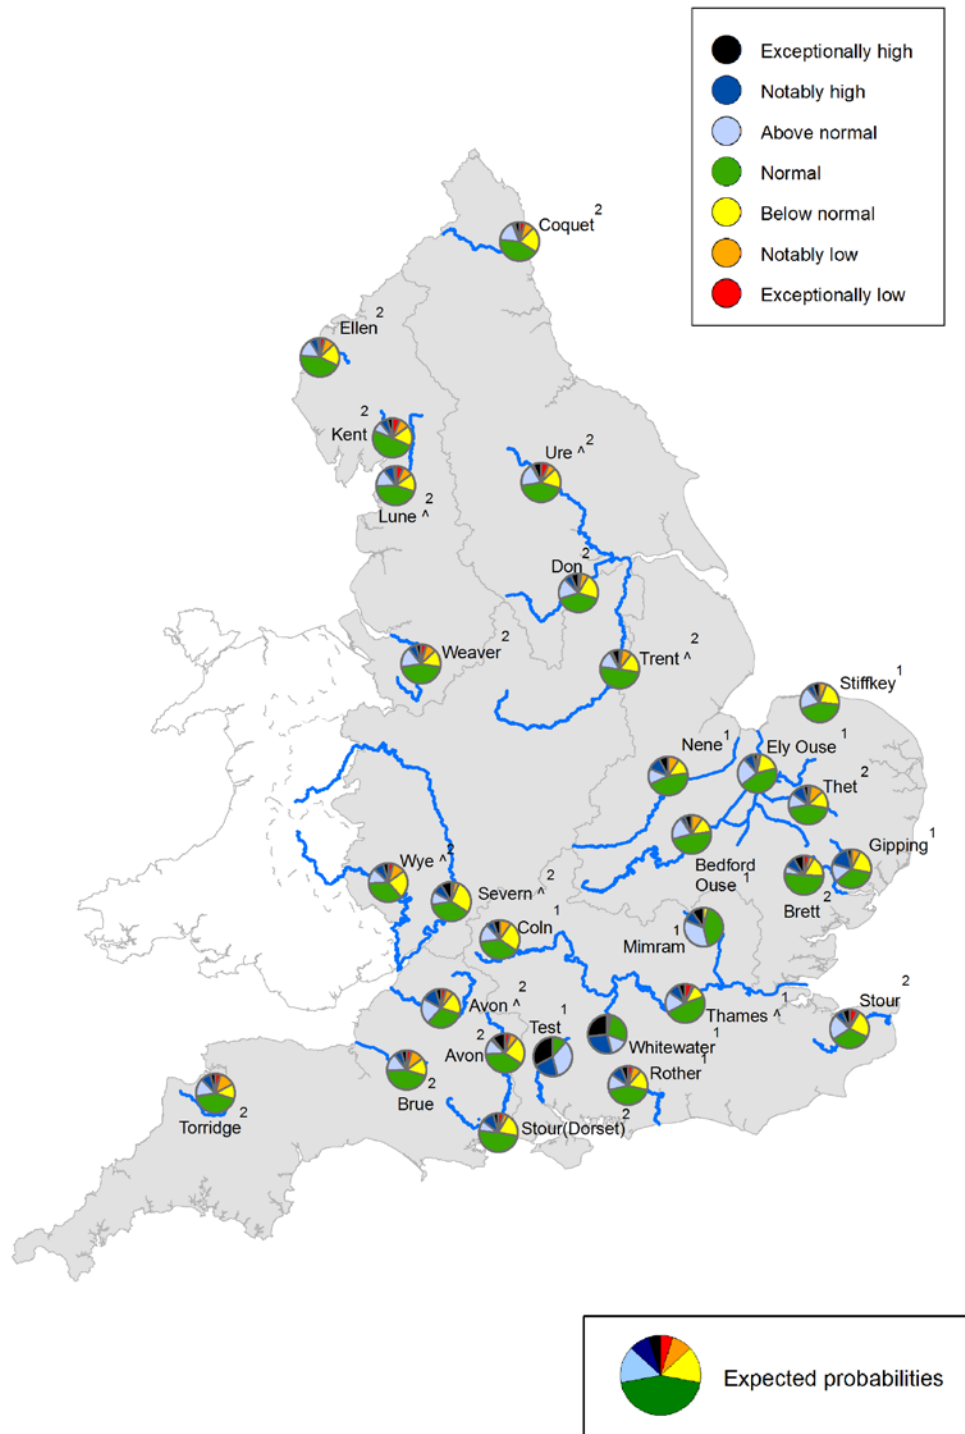 Exceptionally high
Notably high
Above normal
Normal
Below normal
Notably low
Exceptionally low
Coquet 2
Ellen 2
Kent 2
Lune ^ 2
Ure ^ 2
Don 2
Weaver 2
Trent ^ 2
Stiffkey 1
Nene 1
Ely Ouse 1
Thet 2
Gipping 1
Bedford
Ouse 1
Brett 2
Wye ^ 2
Severn ^ 2
Coln 1
Mimram 1
Avon ^ 2
Test 1
Thames ^ 1
Stour 2
Whitewater 1
Avon 2
Rother 1
Brue 2
Torridge 2
Stour(Dorset) 2
Expected probabilities